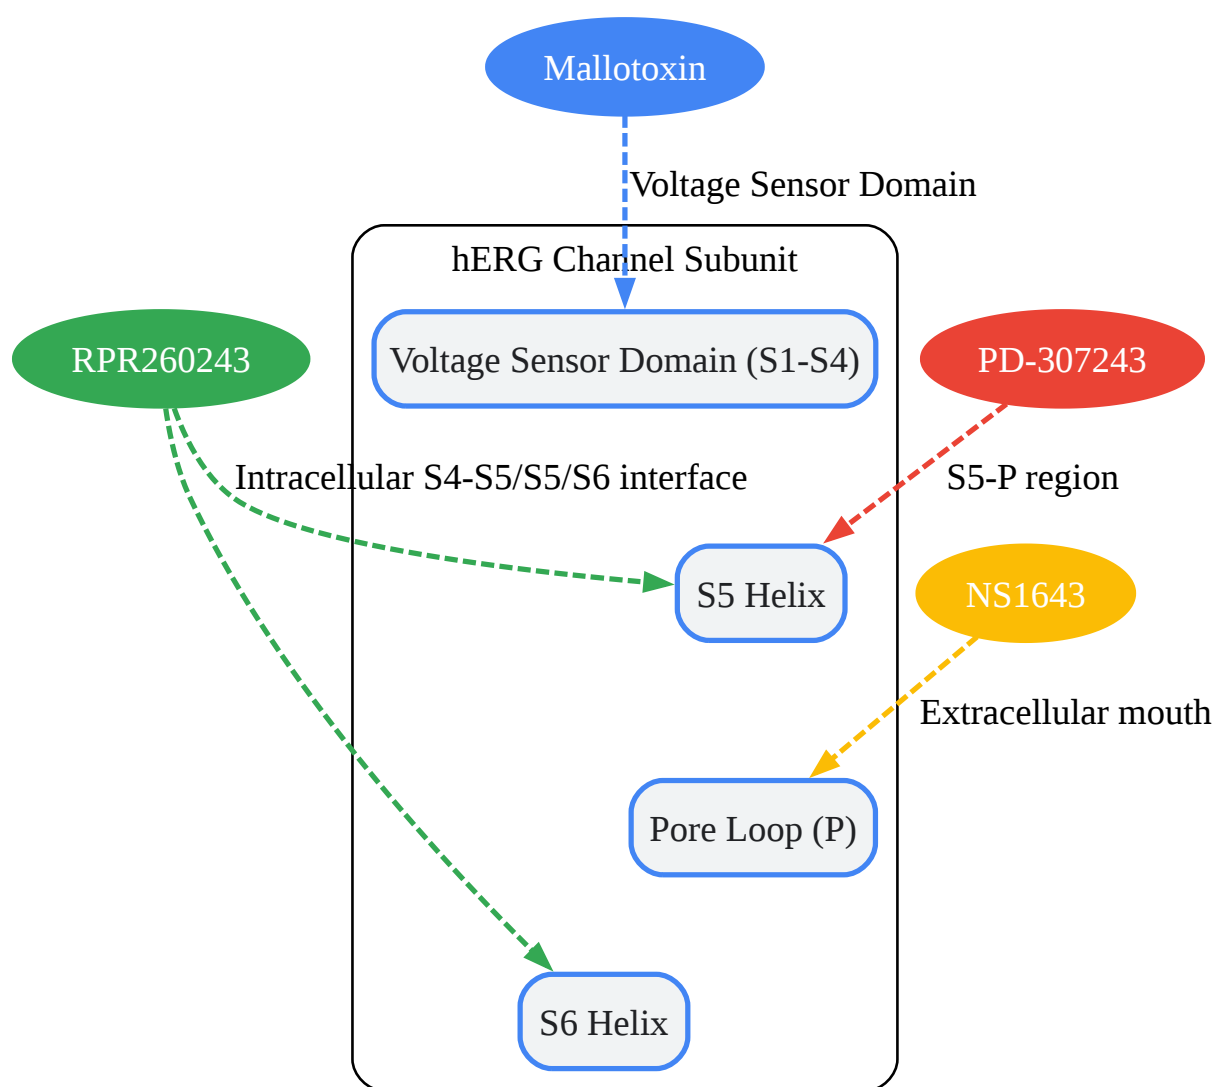 Mallotoxin
Voltage Sensor Domain
hERG Channel Subunit
RPR260243
Voltage Sensor Domain (S1-S4)
PD-307243
Intracellular S4-S5/S5/S6 interface
S5-P region
S5 Helix
NS1643
Extracellular mouth
Pore Loop (P)
S6 Helix